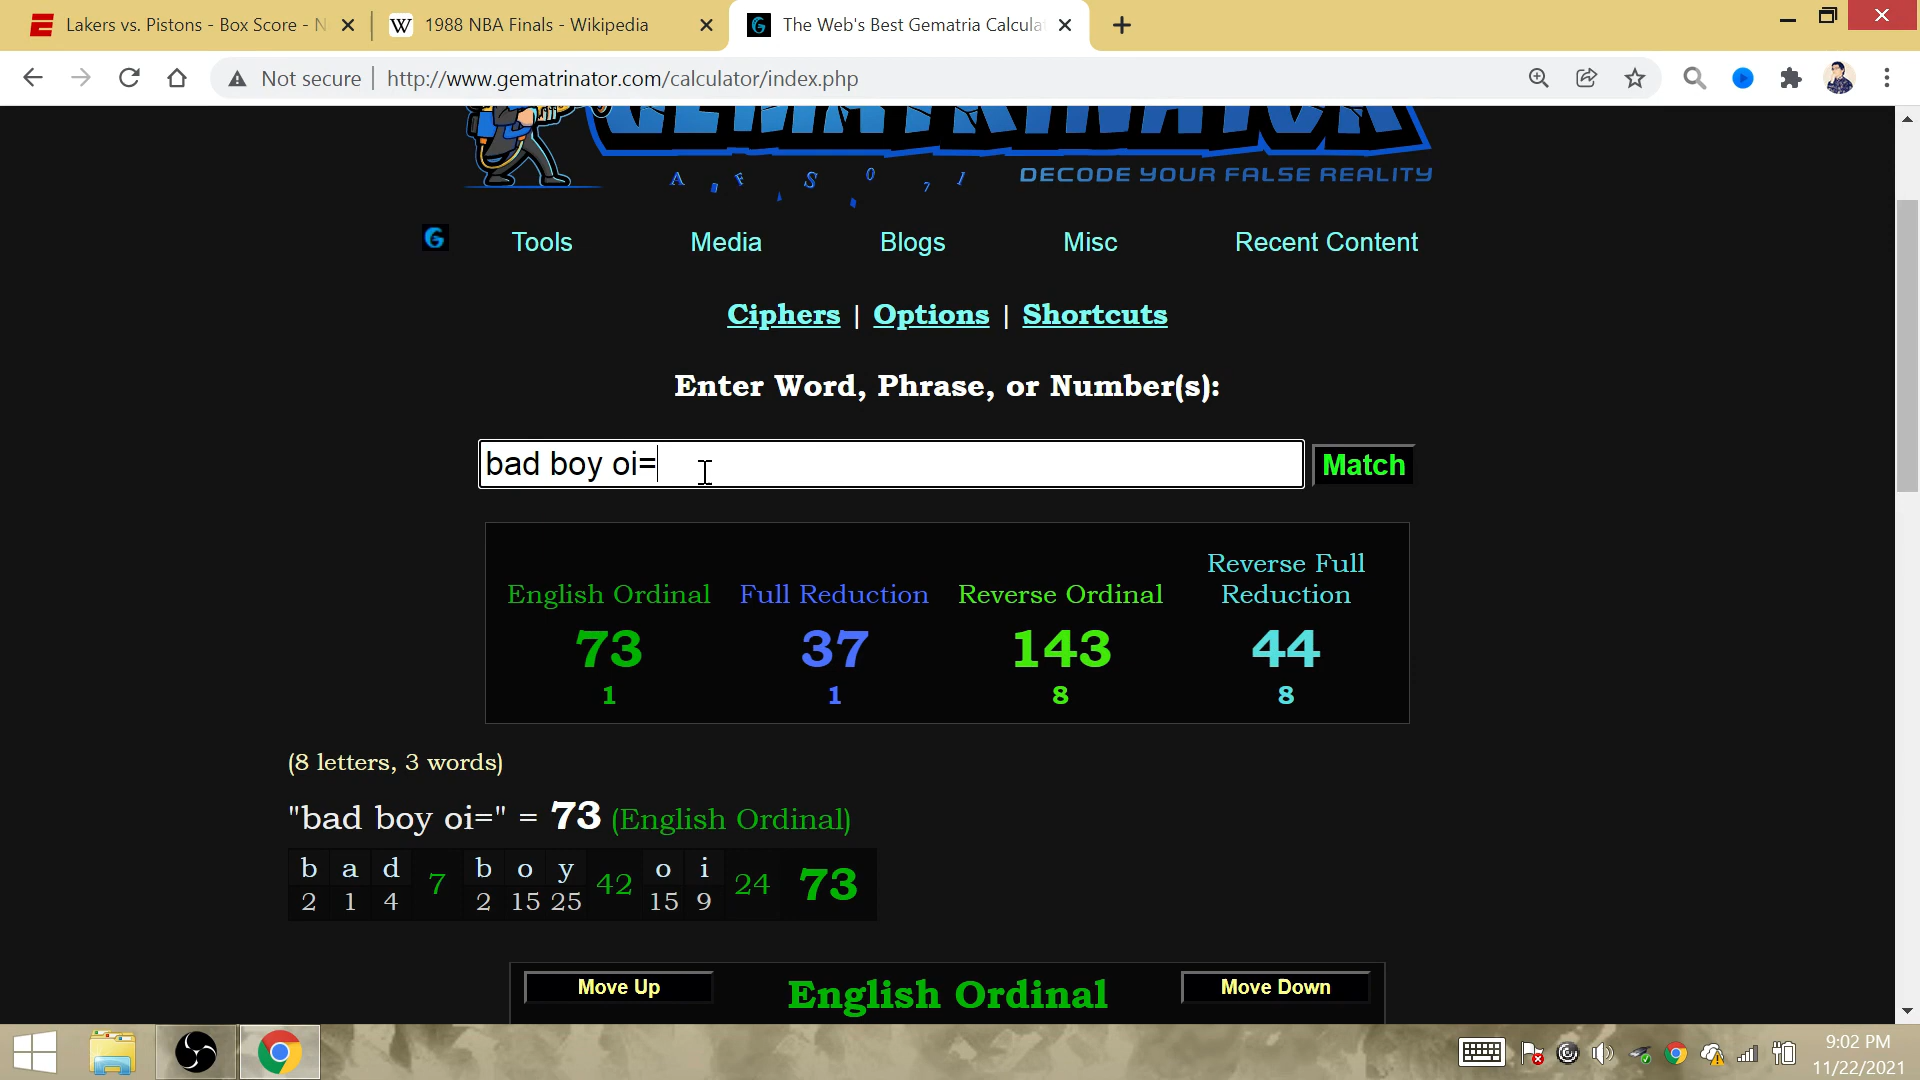 Lakers vs. Pistons - Box Score - N
W 1988 NBA Finals - Wikipedia
G The Web's Best Gematria Calcula
Not secure http://www.gematrinator.com/calculator/index.php
GEMATRINATOR
A F S 0 7 1
DECODE YOUR FALSE REALITY
G Tools Media Blogs Misc Recent Content
Ciphers | Options | Shortcuts
Enter Word, Phrase, or Number(s):
bad boy oi= Match
English Ordinal Full Reduction Reverse Ordinal Reverse Full Reduction
73 37 143 44
1 1 8 8
(8 letters, 3 words)
"bad boy oi=" = 73 (English Ordinal)
b a d 7 b o y 42 o i 24 73
2 1 4 2 15 25 15 9
Move Up English Ordinal Move Down
9:02 PM
11/22/2021